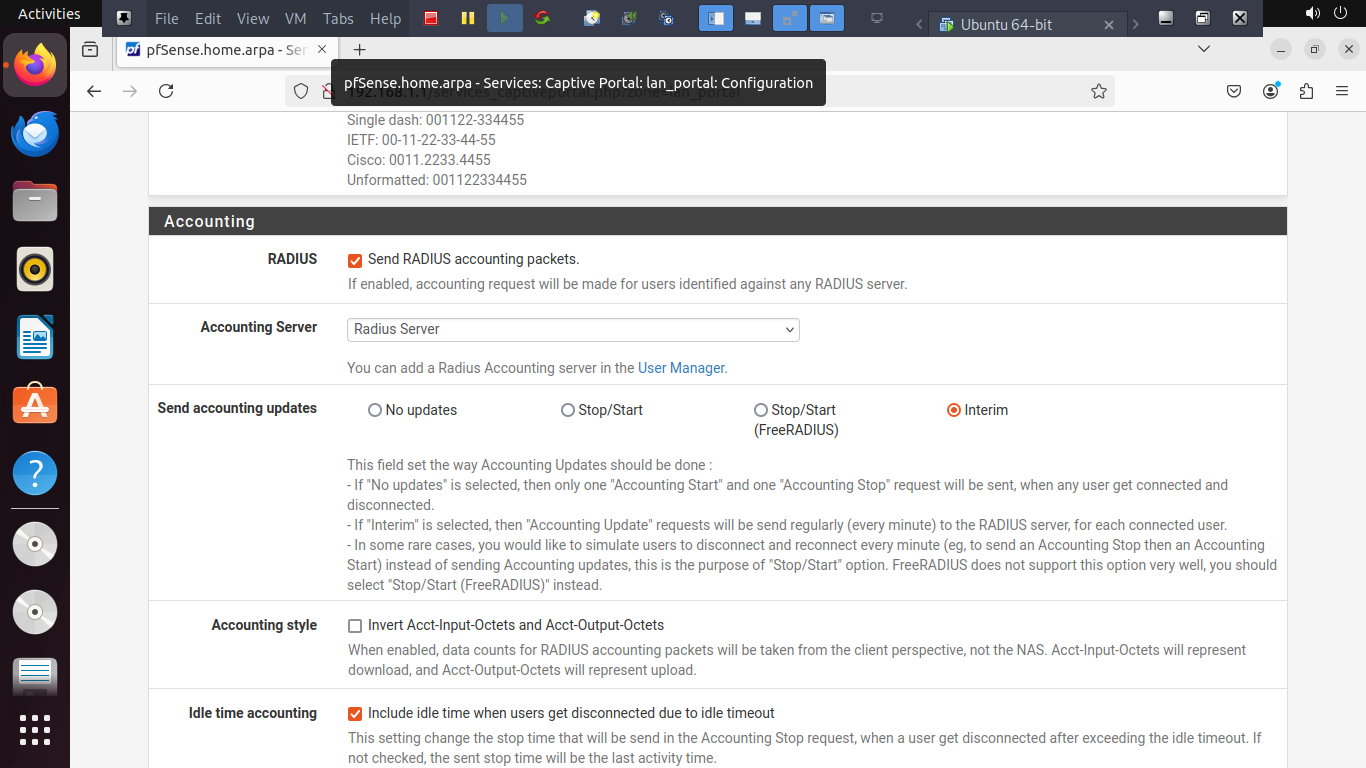 Activities
File Edit View VM Tabs Help
Ubuntu 64-bit
pfSense.home.arpa - Ser
pfSense.home.arpa - Services: Captive Portal: lan_portal: Configuration
Single dash: 001122-334455
IETF: 00-11-22-33-44-55
Cisco: 0011.2233.4455
Unformatted: 001122334455
Accounting
RADIUS
Send RADIUS accounting packets.
If enabled, accounting request will be made for users identified against any RADIUS server.
Accounting Server
Radius Server
You can add a Radius Accounting server in the User Manager.
Send accounting updates
No updates
Stop/Start
Stop/Start
(FreeRADIUS)
Interim
This field set the way Accounting Updates should be done :
- If "No updates" is selected, then only one "Accounting Start" and one "Accounting Stop" request will be sent, when any user get connected and
disconnected.
- If "Interim" is selected, then "Accounting Update" requests will be send regularly (every minute) to the RADIUS server, for each connected user.
- In some rare cases, you would like to simulate users to disconnect and reconnect every minute (eg, to send an Accounting Stop then an Accounting
Start) instead of sending Accounting updates, this is the purpose of "Stop/Start" option. FreeRADIUS does not support this option very well, you should
select "Stop/Start (FreeRADIUS)" instead.
Accounting style
Invert Acct-Input-Octets and Acct-Output-Octets
When enabled, data counts for RADIUS accounting packets will be taken from the client perspective, not the NAS. Acct-Input-Octets will represent
download, and Acct-Output-Octets will represent upload.
Idle time accounting
Include idle time when users get disconnected due to idle timeout
This setting change the stop time that will be send in the Accounting Stop request, when a user get disconnected after exceeding the idle timeout. If
not checked, the sent stop time will be the last activity time.